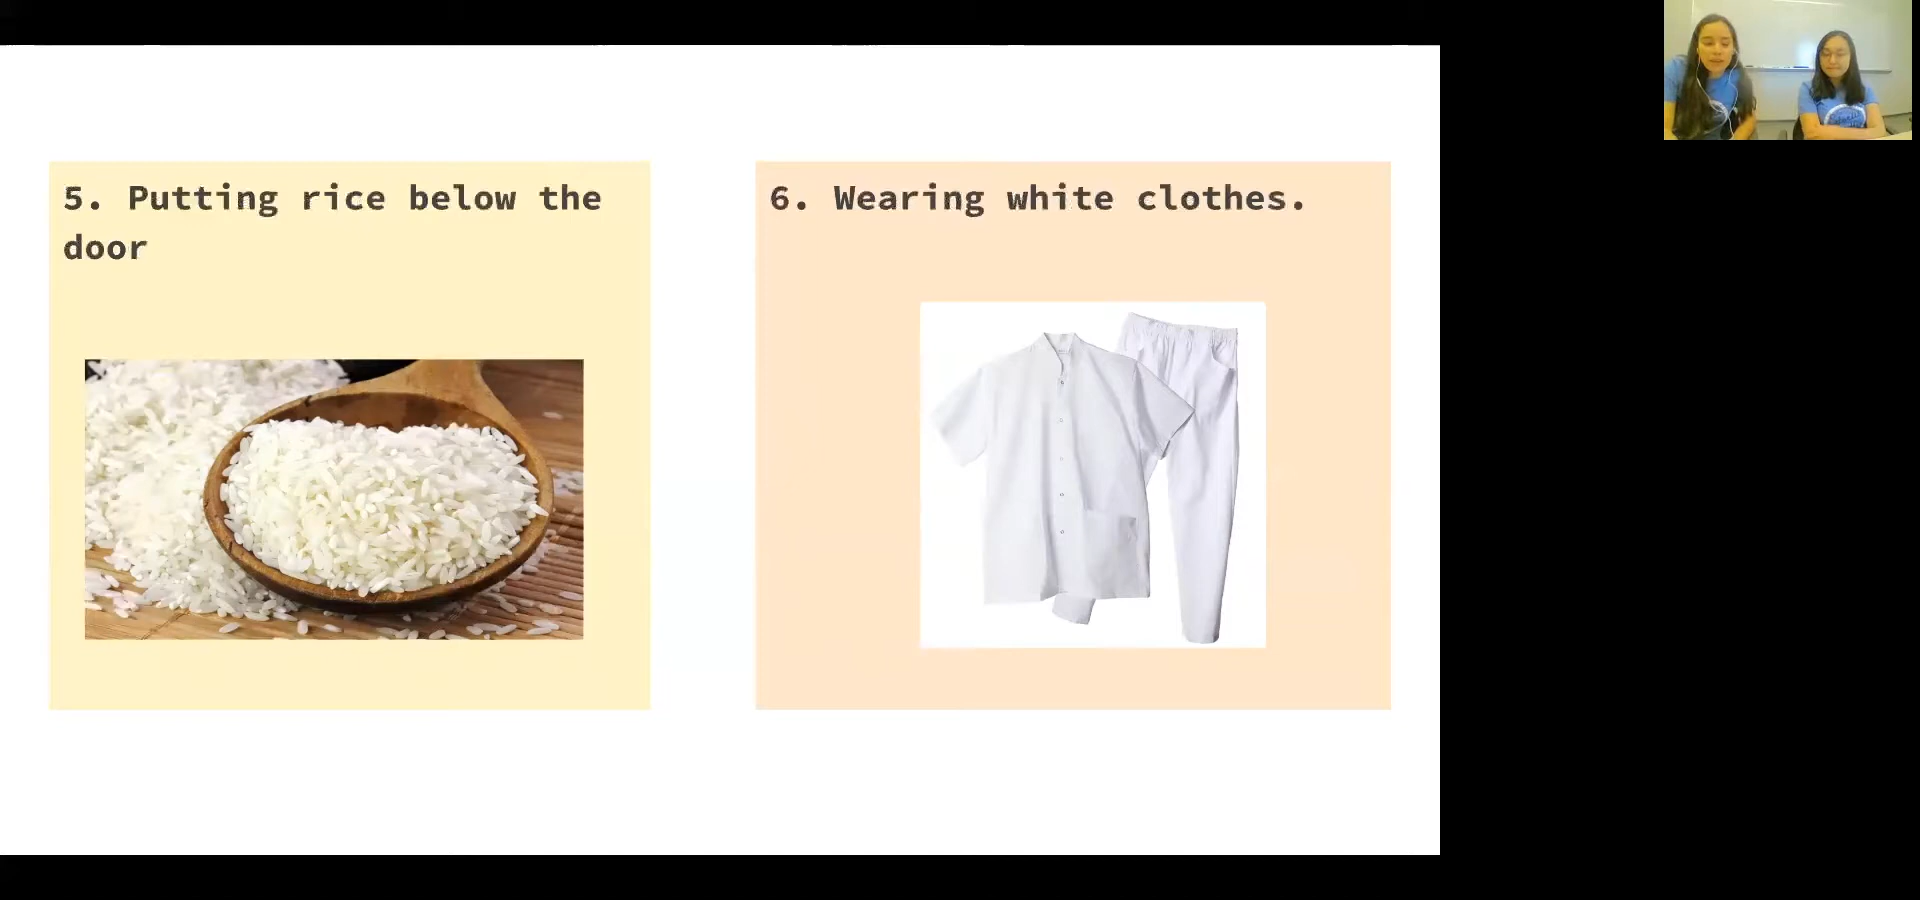 5. Putting rice below the
door
6. Wearing white clothes.